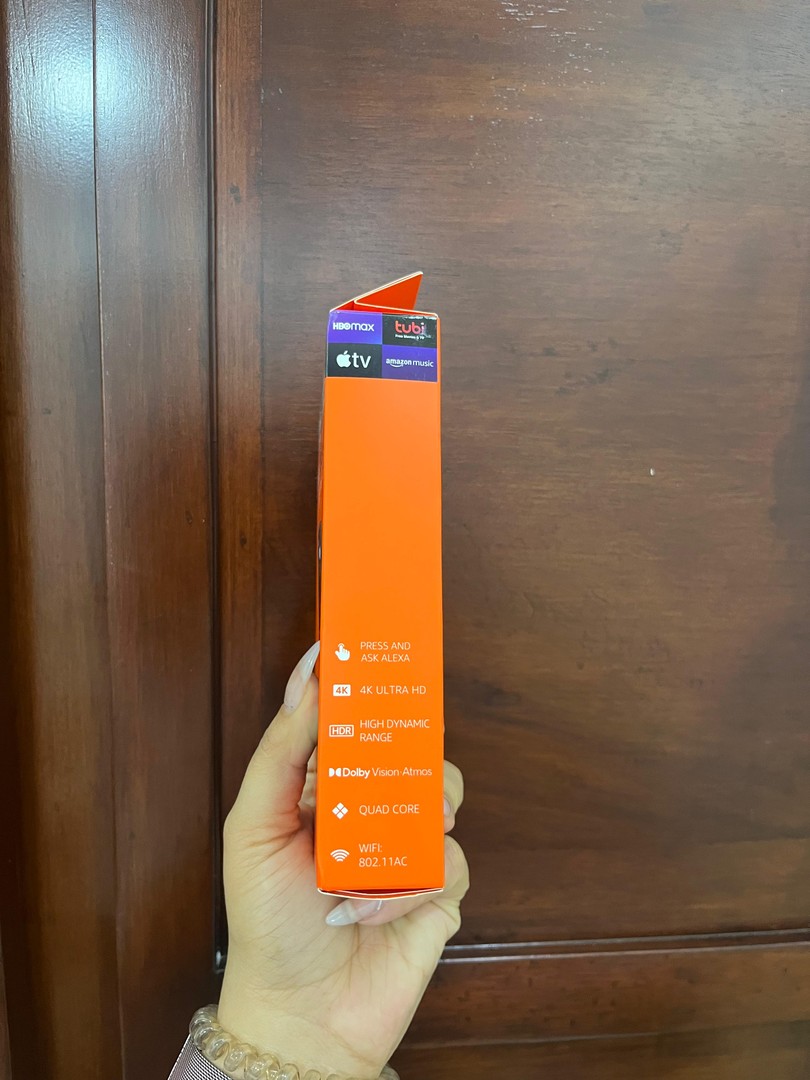 HBOmax
tubi
Free Movies & TV
tv
amazon music
PRESS AND
ASK ALEXA
4K
4K ULTRA HD
HDR
HIGH DYNAMIC
RANGE
Dolby Vision·Atmos
QUAD CORE
WIFI:
802.11AC